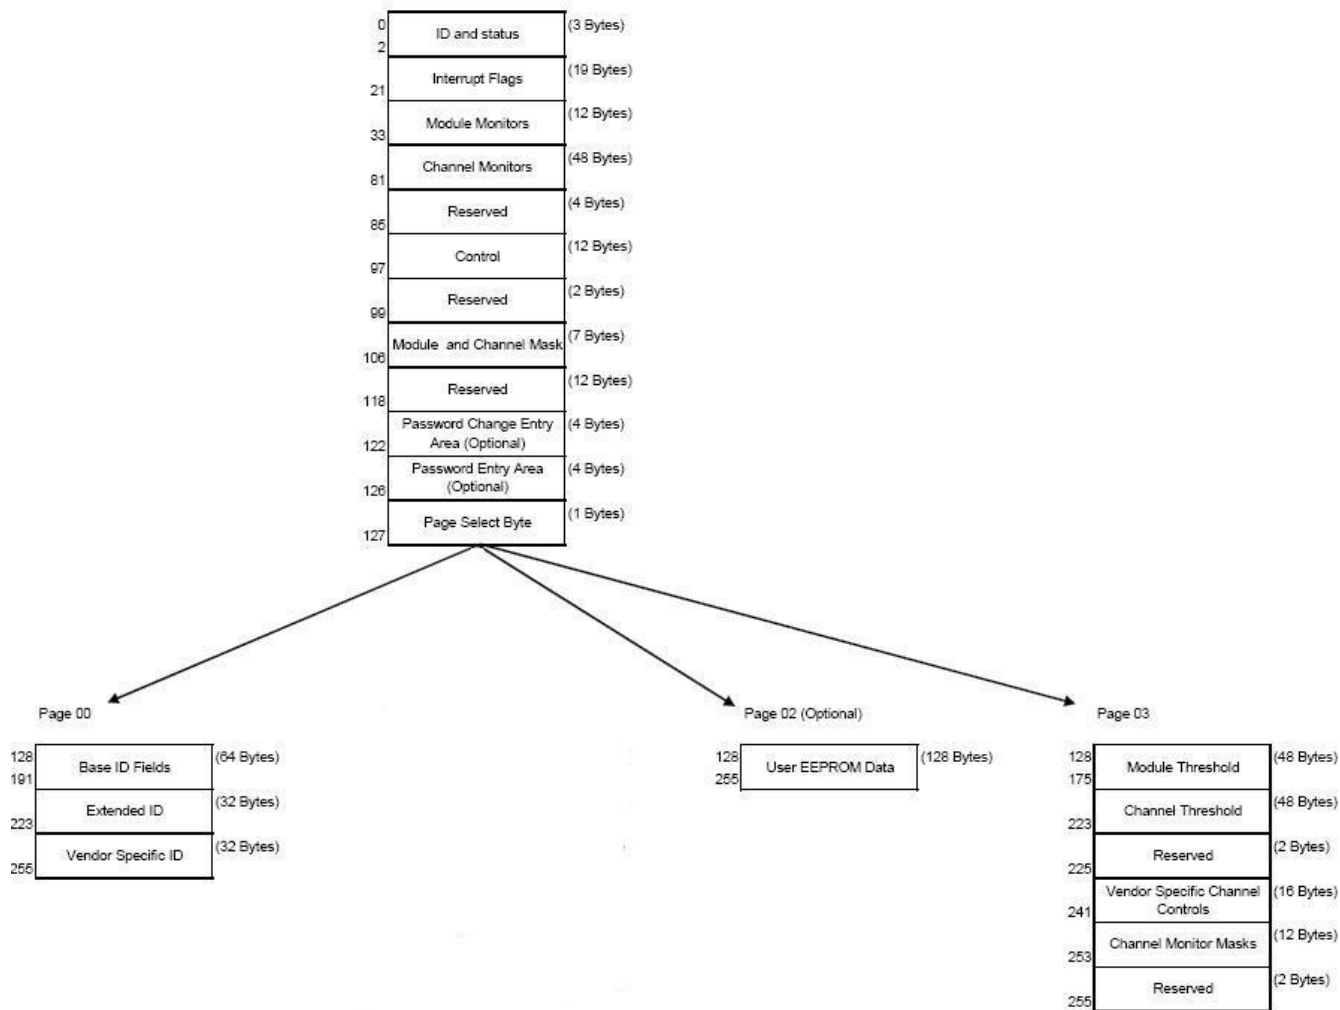 0
ID and status
(3 Bytes)
2
Interrupt Flags
(19 Bytes)
21
Module Monitors
(12 Bytes)
33
Channel Monitors
(48 Bytes)
81
Reserved
(4 Bytes)
85
Control
(12 Bytes)
97
Reserved
(2 Bytes)
99
Module and Channel Mask
(7 Bytes)
106
Reserved
(12 Bytes)
118
Password Change Entry
Area (Optional)
(4 Bytes)
122
Password Entry Area
(Optional)
(4 Bytes)
126
Page Select Byte
(1 Bytes)
127
Page 00
128
Base ID Fields
(64 Bytes)
191
Extended ID
(32 Bytes)
223
Vendor Specific ID
(32 Bytes)
255
Page 02 (Optional)
128
User EEPROM Data
(128 Bytes)
255
Page 03
128
Module Threshold
(48 Bytes)
175
Channel Threshold
(48 Bytes)
223
Reserved
(2 Bytes)
225
Vendor Specific Channel
Controls
(16 Bytes)
241
Channel Monitor Masks
(12 Bytes)
253
Reserved
(2 Bytes)
255